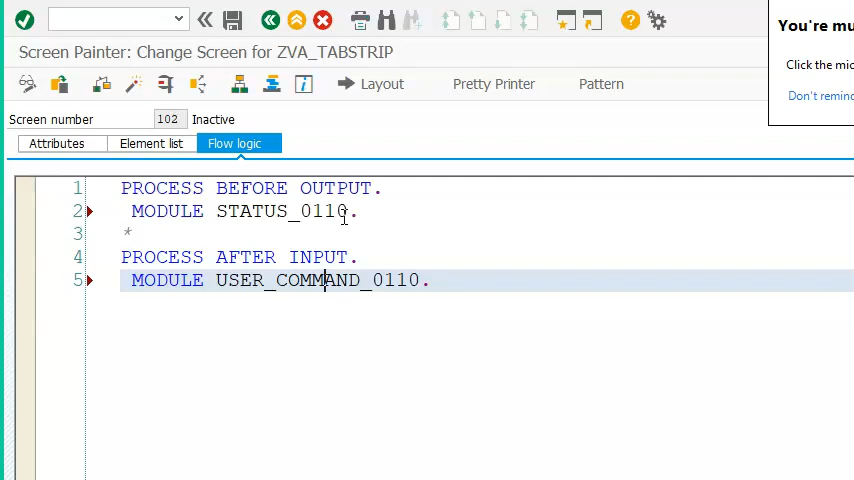 You're mu
Screen Painter: Change Screen for ZVA_TABSTRIP
Click the mic
Layout Pretty Printer Pattern
Don't remind
Screen number 102 Inactive
Attributes Element list Flow logic
1 PROCESS BEFORE OUTPUT.
2 MODULE STATUS_0110.
3 *
4 PROCESS AFTER INPUT.
5 MODULE USER_COMMAND_0110.